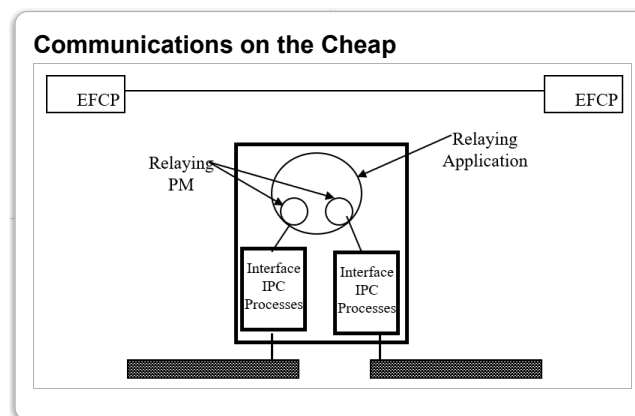 Communications on the Cheap
EFCP
EFCP
Relaying
PM
Relaying
Application
Interface
IPC
Processes
Interface
IPC
Processes